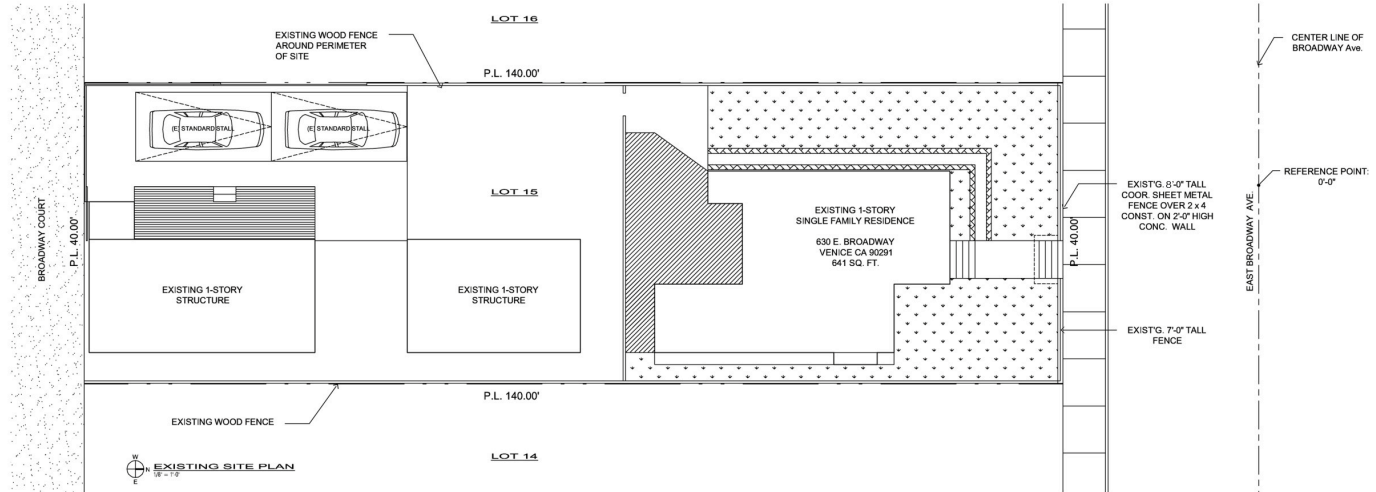 LOT 16
EXISTING WOOD FENCE
AROUND PERIMETER
OF SITE
CENTER LINE OF
BROADWAY Ave.
P.L. 140.00'
(E) STANDARD STALL
(E) STANDARD STALL
LOT 15
REFERENCE POINT:
0'-0"
EXIST'G. 8'-0" TALL
COOR. SHEET METAL
FENCE OVER 2 x 4
CONST. ON 2'-0" HIGH
CONC. WALL
EXISTING 1-STORY
SINGLE FAMILY RESIDENCE
630 E. BROADWAY
VENICE CA 90291
641 SQ. FT.
BROADWAY COURT
P.L. 40.00'
P.L. 40.00'
EAST BROADWAY AVE.
EXISTING 1-STORY
STRUCTURE
EXISTING 1-STORY
STRUCTURE
EXIST'G. 7'-0" TALL
FENCE
P.L. 140.00'
EXISTING WOOD FENCE
LOT 14
W
N
E
EXISTING SITE PLAN
1/8" = 1'-0"